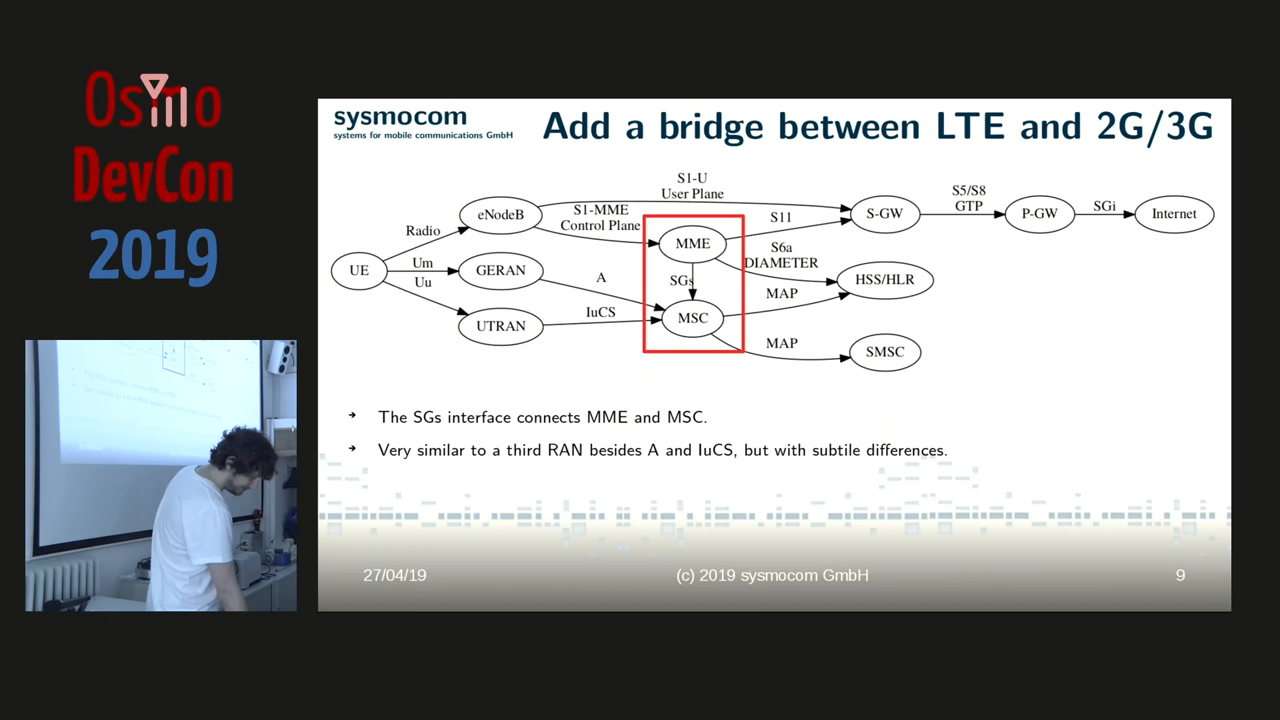 Osmo
DevCon
2019
sysmocom
systems for mobile communications GmbH
Add a bridge between LTE and 2G/3G
S1-U
User Plane
S5/S8
GTP
eNodeB
S1-MME
Control Plane
S11
S-GW
P-GW
SGi
Internet
Radio
MME
S6a
DIAMETER
UE
Um
GERAN
A
SGs
HSS/HLR
Uu
MAP
UTRAN
IuCS
MSC
MAP
SMSC
➔ The SGs interface connects MME and MSC.
➔ Very similar to a third RAN besides A and IuCS, but with subtile differences.
27/04/19
(c) 2019 sysmocom GmbH
9